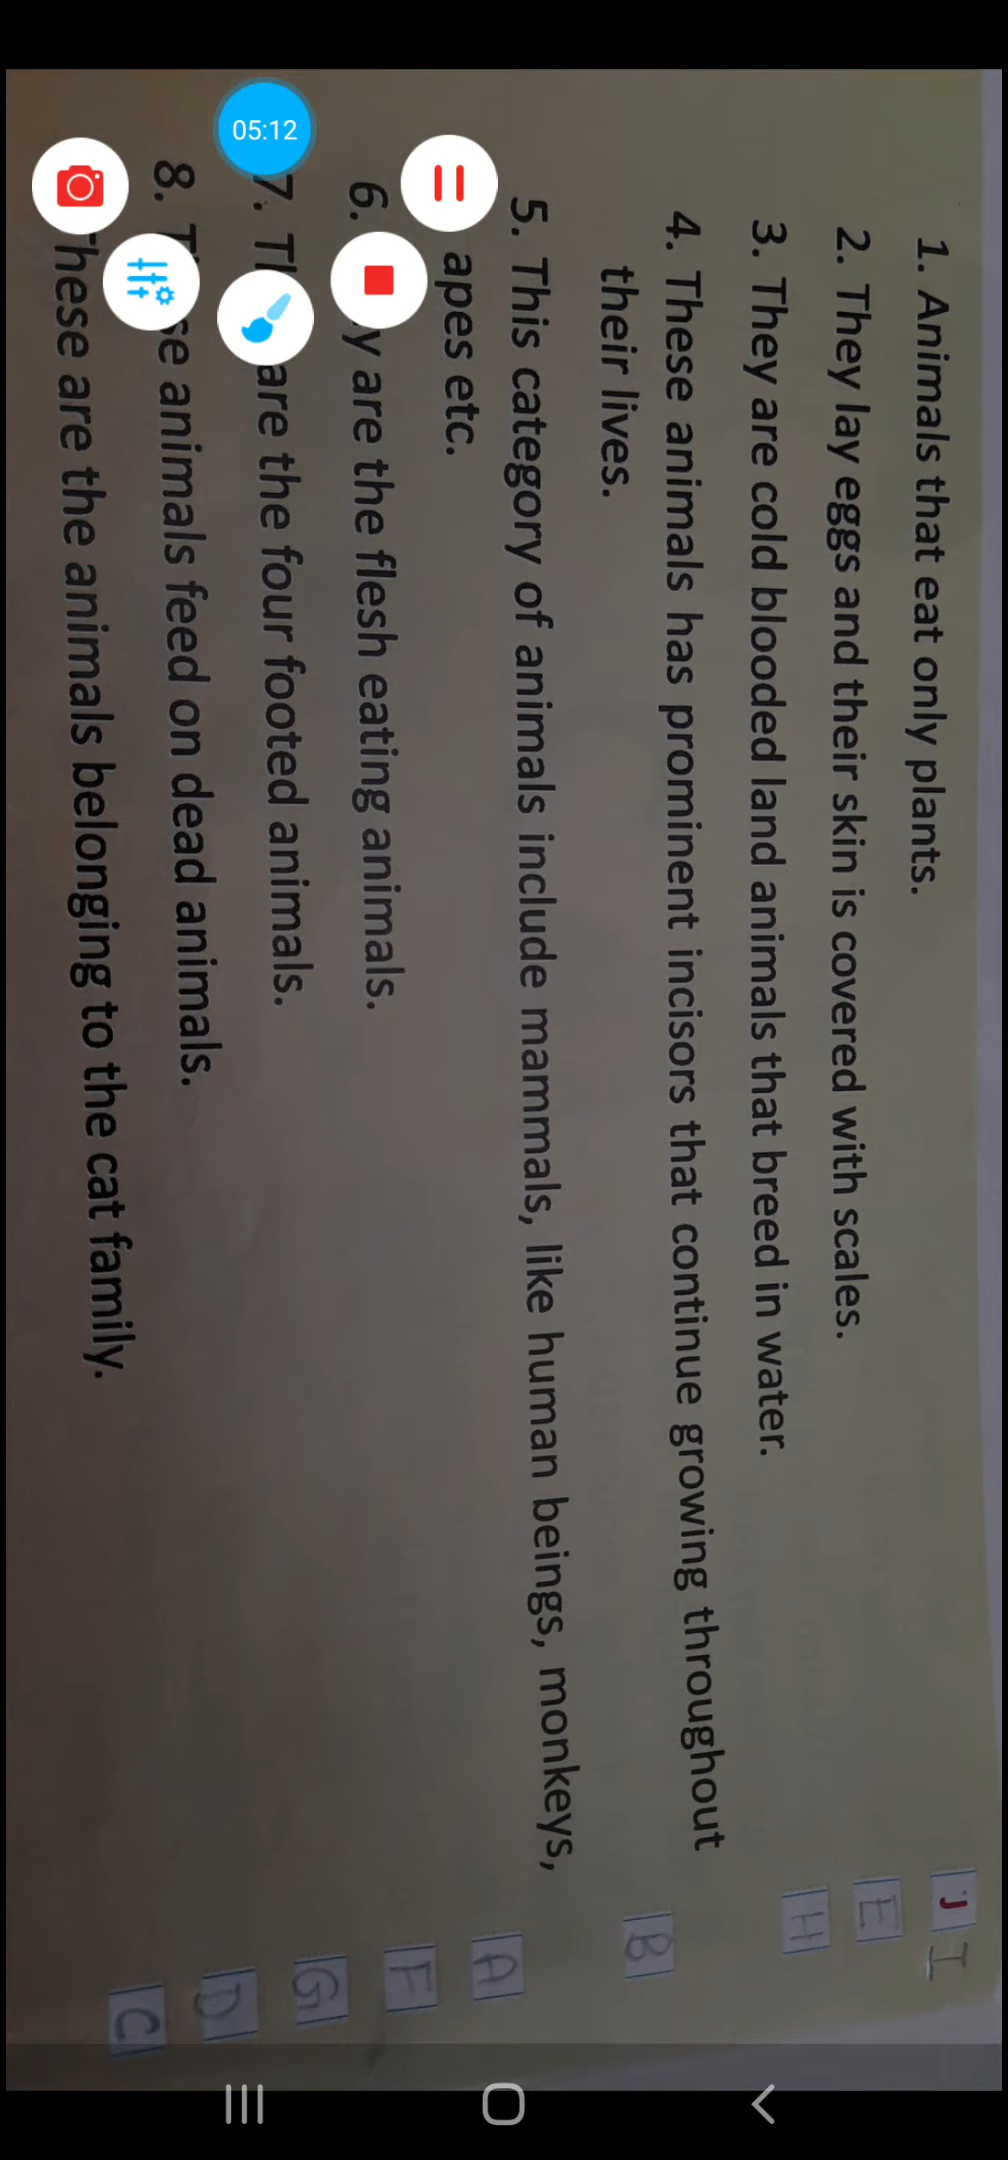 1. Animals that eat only plants. J I
2. They lay eggs and their skin is covered with scales. E
3. They are cold blooded land animals that breed in water. H
4. These animals has prominent incisors that continue growing throughout
their lives. B
5. This category of animals include mammals, like human beings, monkeys,
apes etc. A
6. y are the flesh eating animals. F
7. Th are the four footed animals. G
8. T se animals feed on dead animals. D
hese are the animals belonging to the cat family. C
05:12